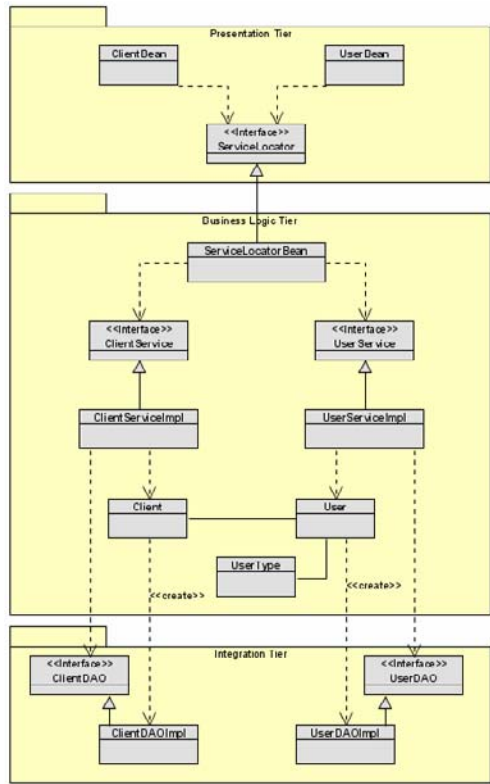 Presentation Tier
ClientBean
UserBean
<<Interface>>
ServiceLocator
Business Logic Tier
ServiceLocatorBean
<<Interface>>
ClientService
<<Interface>>
UserService
ClientServiceImpl
UserServiceImpl
Client
User
UserType
<<create>>
<<create>>
Integration Tier
<<Interface>>
ClientDAO
<<Interface>>
UserDAO
ClientDAOImpl
UserDAOImpl